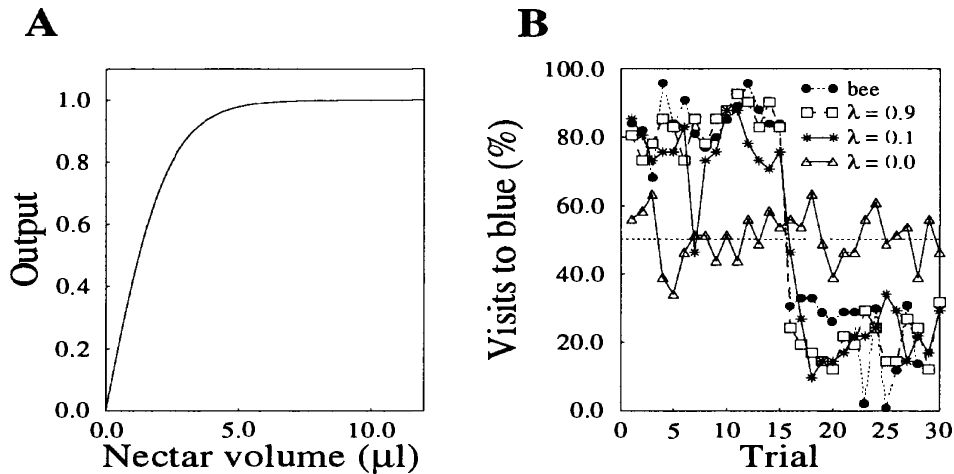 A
Output
1.0
0.8
0.6
0.4
0.2
0.0
0.0 5.0 10.0
Nectar volume (μl)
B
Visits to blue (%)
100.0
80.0
60.0
40.0
20.0
0.0
bee
λ = 0.9
λ = 0.1
λ = 0.0
0 5 10 15 20 25 30
Trial